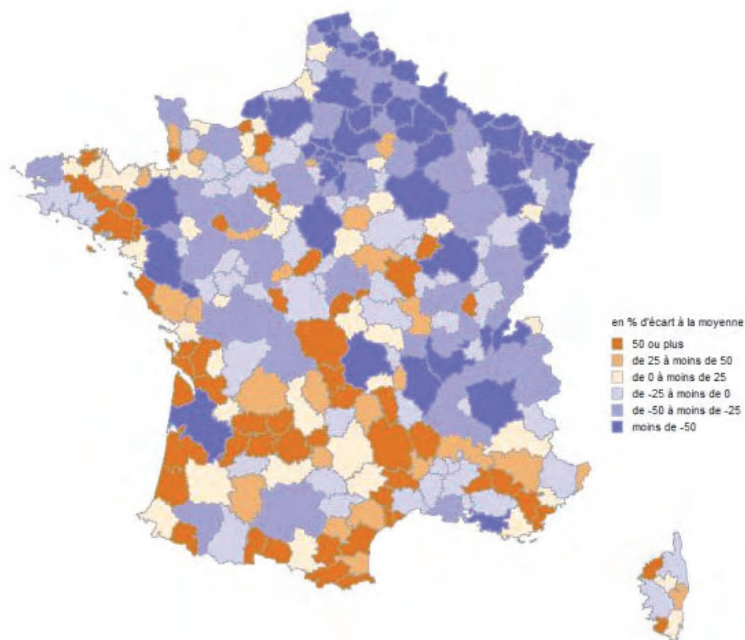 en % d'écart à la moyenne
50 ou plus
de 25 à moins de 50
de 0 à moins de 25
de -25 à moins de 0
de -50 à moins de -25
moins de -50